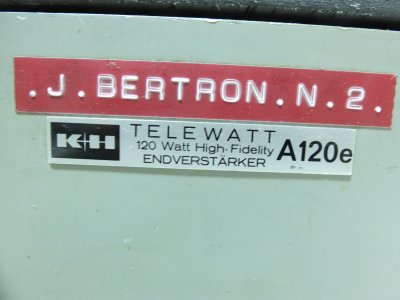 .J.BERTRON.N.2.
K+H TELEWATT
120 Watt High-Fidelity A120e
ENDVERSTÄRKER